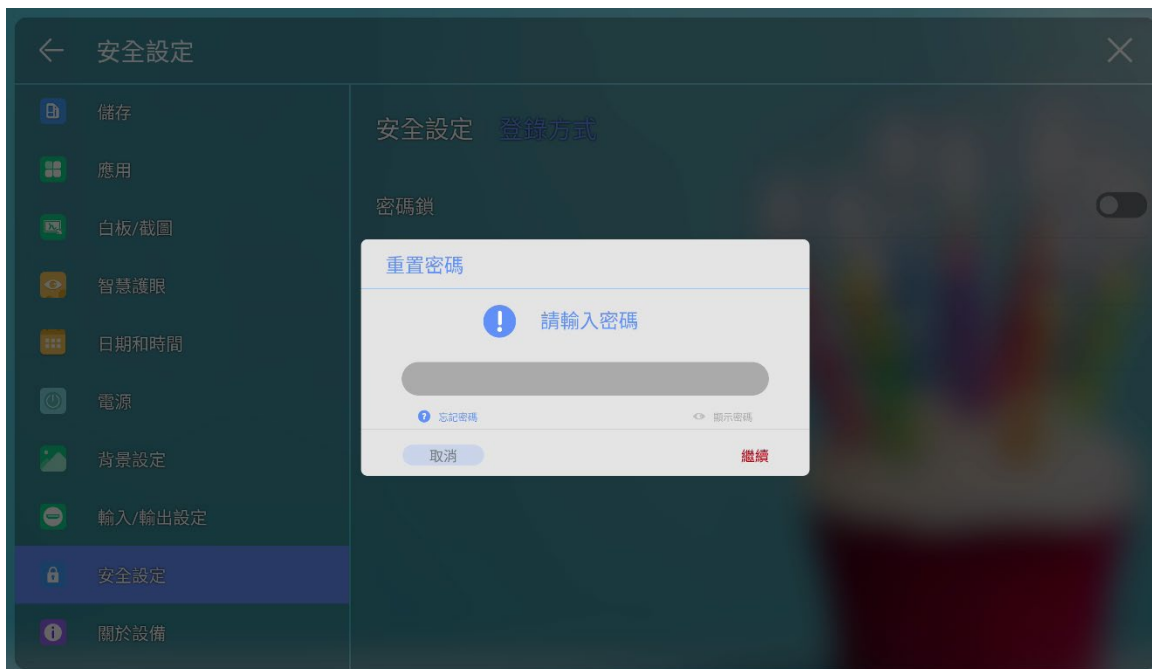 安全設定
儲存
應用
白板/截圖
智慧護眼
日期和時間
電源
背景設定
輸入/輸出設定
安全設定
關於設備
安全設定 登錄方式
密碼鎖
重置密碼
請輸入密碼
忘記密碼 顯示密碼
取消 繼續